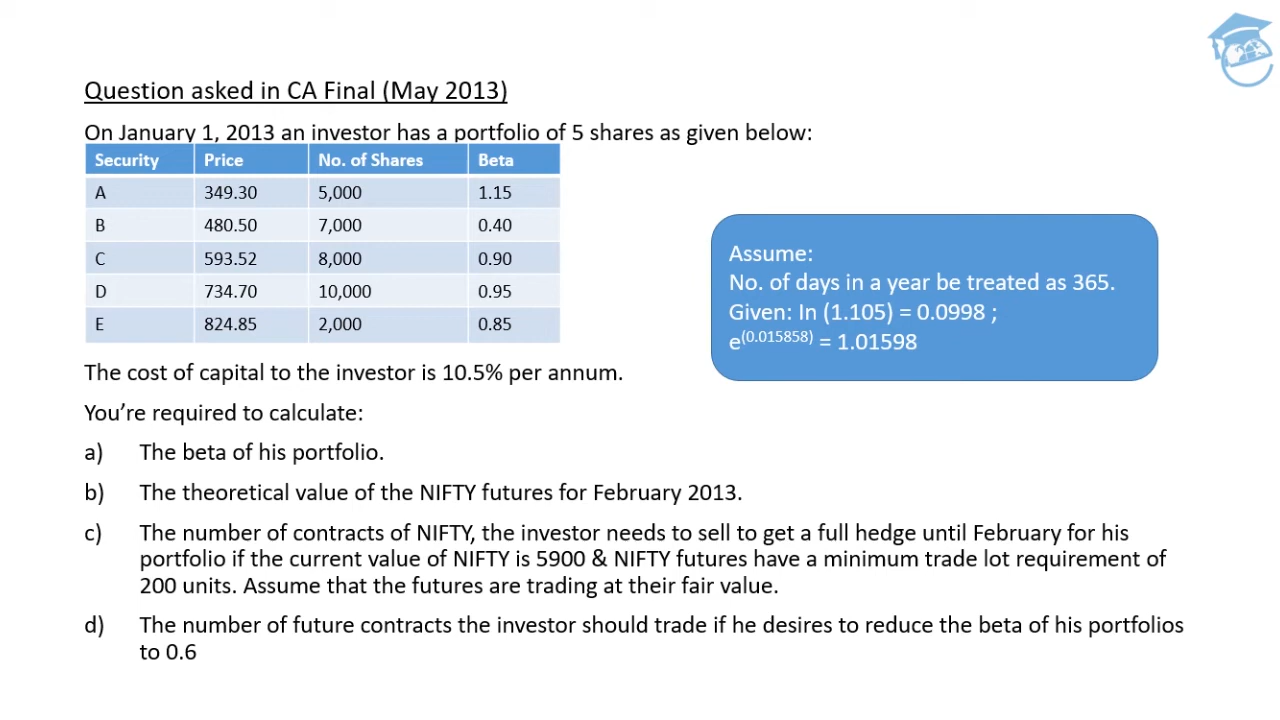 Question asked in CA Final (May 2013)
On January 1, 2013 an investor has a portfolio of 5 shares as given below:
Security Price No. of Shares Beta
A 349.30 5,000 1.15
B 480.50 7,000 0.40
C 593.52 8,000 0.90
D 734.70 10,000 0.95
E 824.85 2,000 0.85
Assume:
No. of days in a year be treated as 365.
Given: In (1.105) = 0.0998 ;
e(0.015858) = 1.01598
The cost of capital to the investor is 10.5% per annum.
You’re required to calculate:
a) The beta of his portfolio.
b) The theoretical value of the NIFTY futures for February 2013.
c) The number of contracts of NIFTY, the investor needs to sell to get a full hedge until February for his
portfolio if the current value of NIFTY is 5900 & NIFTY futures have a minimum trade lot requirement of
200 units. Assume that the futures are trading at their fair value.
d) The number of future contracts the investor should trade if he desires to reduce the beta of his portfolios
to 0.6